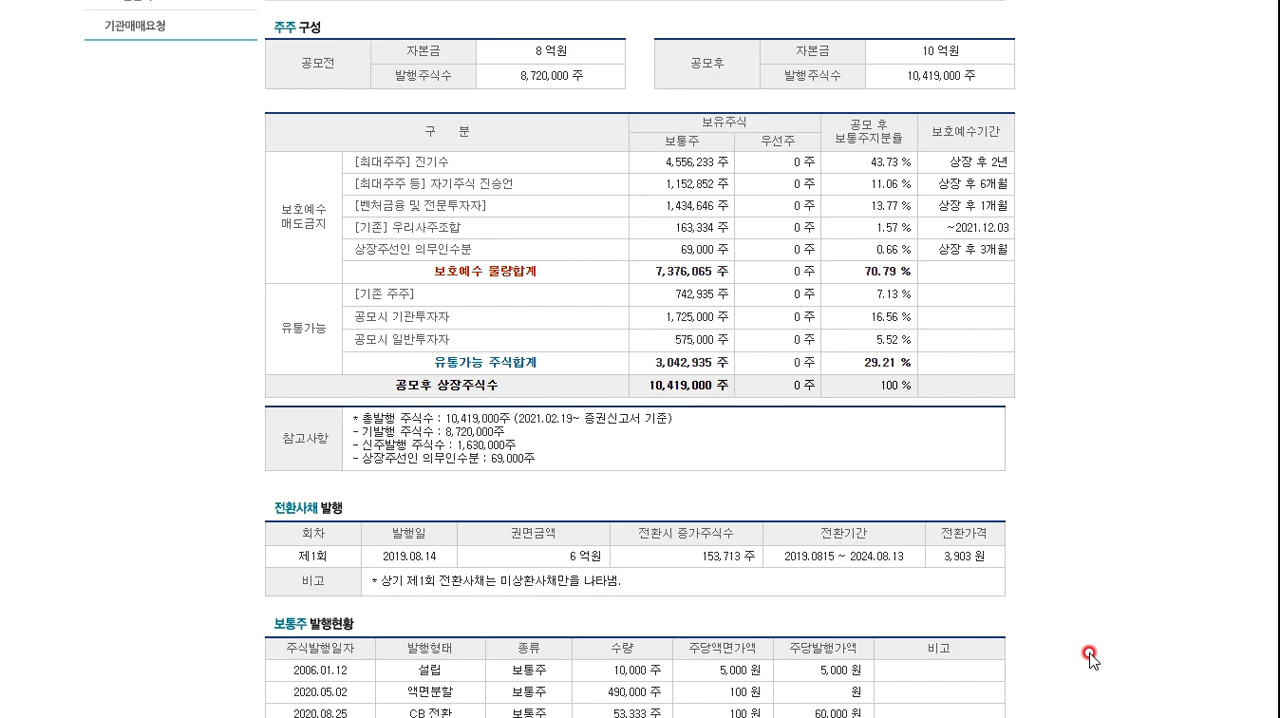 기관매매요청
주주 구성
공모전 자본금 8 억원
발행주식수 8,720,000 주
공모후 자본금 10 억원
발행주식수 10,419,000 주
구 분 보유주식 공모 후 보통주지분율 보호예수기간
보통주 우선주
보호예수 매도금지
[최대주주] 진기수 4,556,233 주 0 주 43.73 % 상장 후 2년
[최대주주 등] 자기주식 진승언 1,152,852 주 0 주 11.06 % 상장 후 6개월
[벤처금융 및 전문투자자] 1,434,646 주 0 주 13.77 % 상장 후 1개월
[기존] 우리사주조합 163,334 주 0 주 1.57 % ~2021.12.03
상장주선인 의무인수분 69,000 주 0 주 0.66 % 상장 후 3개월
보호예수 물량합계 7,376,065 주 0 주 70.79 %
유통가능
[기존 주주] 742,935 주 0 주 7.13 %
공모시 기관투자자 1,725,000 주 0 주 16.56 %
공모시 일반투자자 575,000 주 0 주 5.52 %
유통가능 주식합계 3,042,935 주 0 주 29.21 %
공모후 상장주식수 10,419,000 주 0 주 100 %
참고사항
* 총발행 주식수 : 10,419,000주 (2021.02.19~ 증권신고서 기준)
- 기발행 주식수 : 8,720,000주
- 신주발행 주식수 : 1,630,000주
- 상장주선인 의무인수분 : 69,000주
전환사채 발행
회차 발행일 권면금액 전환시 증가주식수 전환기간 전환가격
제1회 2019.08.14 6 억원 153,713 주 2019.0815 ~ 2024.08.13 3,903 원
비고 * 상기 제1회 전환사채는 미상환사채만을 나타냄.
보통주 발행현황
주식발행일자 발행형태 종류 수량 주당액면가액 주당발행가액 비고
2006.01.12 설립 보통주 10,000 주 5,000 원 5,000 원
2020.05.02 액면분할 보통주 490,000 주 100 원 원
2020.08.25 CB 전환 보통주 53,333 주 100 원 60,000 원